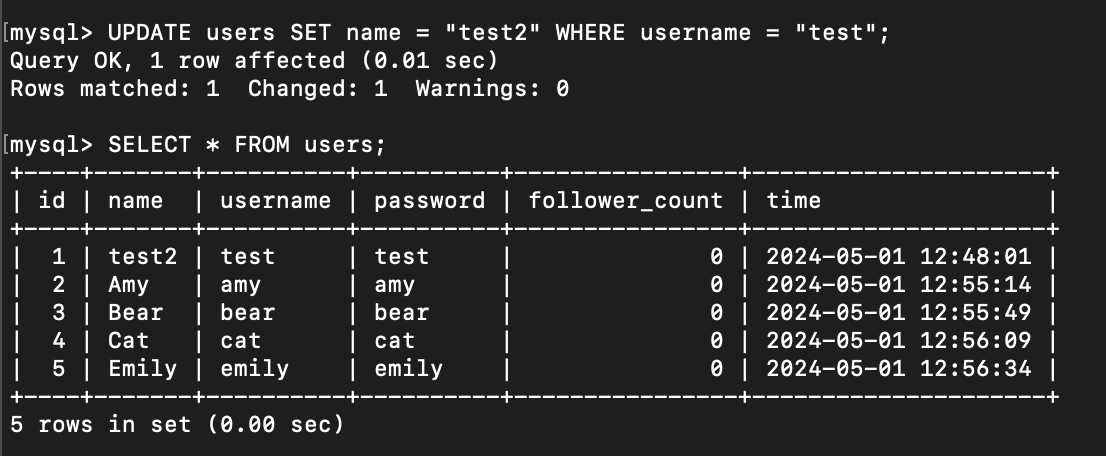 [mysql> UPDATE users SET name = "test2" WHERE username = "test";
Query OK, 1 row affected (0.01 sec)
Rows matched: 1  Changed: 1  Warnings: 0

[mysql> SELECT * FROM users;
+----+-------+----------+----------+----------------+---------------------+
| id | name  | username | password | follower_count | time                |
+----+-------+----------+----------+----------------+---------------------+
|  1 | test2 | test     | test     |              0 | 2024-05-01 12:48:01 |
|  2 | Amy   | amy      | amy      |              0 | 2024-05-01 12:55:14 |
|  3 | Bear  | bear     | bear     |              0 | 2024-05-01 12:55:49 |
|  4 | Cat   | cat      | cat      |              0 | 2024-05-01 12:56:09 |
|  5 | Emily | emily    | emily    |              0 | 2024-05-01 12:56:34 |
+----+-------+----------+----------+----------------+---------------------+
5 rows in set (0.00 sec)